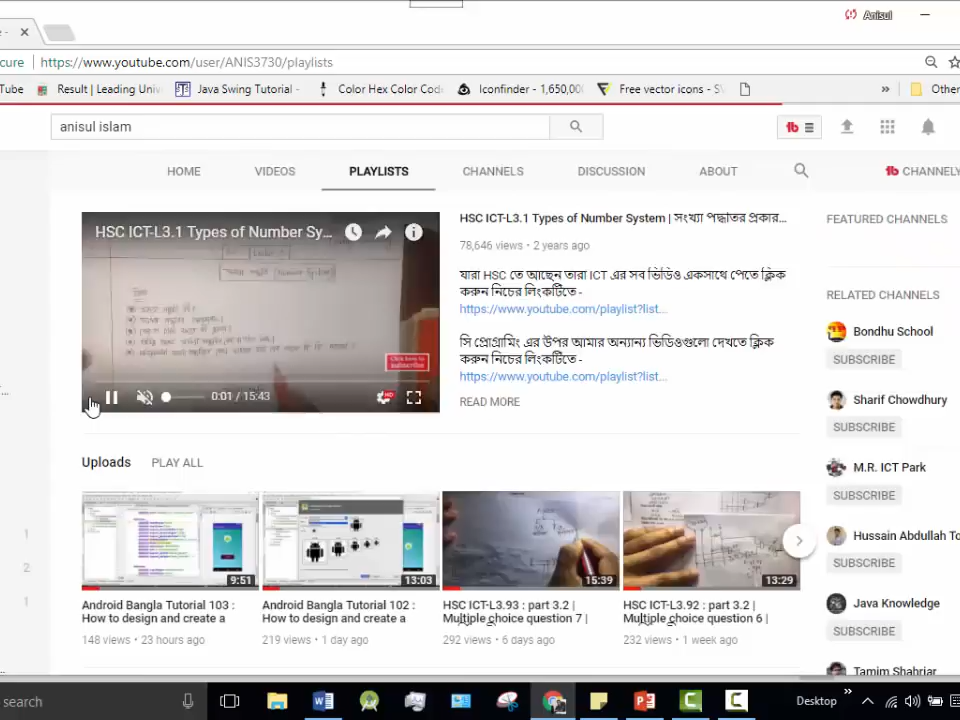 Anisul
cure https://www.youtube.com/user/ANIS3730/playlists
Tube Result | Leading Univ Java Swing Tutorial - Color Hex Color Cod Iconfinder - 1,650,00 Free vector icons - SV » Other
anisul islam
HOME VIDEOS PLAYLISTS CHANNELS DISCUSSION ABOUT CHANNELY
HSC ICT-L3.1 Types of Number Sy...
Click here to
subscribe
0:01 / 15:43
HSC ICT-L3.1 Types of Number System | সংখ্যা পদ্ধতির প্রকার...
78,646 views • 2 years ago
যারা HSC তে আছেন তারা ICT এর সব ভিডিও একসাথে পেতে ক্লিক
করুন নিচের লিংকটিতে -
https://www.youtube.com/playlist?list...
সি প্রোগ্রামিং এর উপর আমার অন্যান্য ভিডিওগুলো দেখতে ক্লিক
করুন নিচের লিংকটিতে -
https://www.youtube.com/playlist?list...
READ MORE
FEATURED CHANNELS
RELATED CHANNELS
Bondhu School
SUBSCRIBE
Sharif Chowdhury
SUBSCRIBE
M.R. ICT Park
SUBSCRIBE
Hussain Abdullah To
SUBSCRIBE
Java Knowledge
SUBSCRIBE
Tamim Shahriar
Uploads PLAY ALL
9:51
13:03
15:39
13:29
Android Bangla Tutorial 103 :
How to design and create a
148 views • 23 hours ago
Android Bangla Tutorial 102 :
How to design and create a
219 views • 1 day ago
HSC ICT-L3.93 : part 3.2 |
Multiple choice question 7 |
292 views • 6 days ago
HSC ICT-L3.92 : part 3.2 |
Multiple choice question 6 |
232 views • 1 week ago
1
2
1
search Desktop »